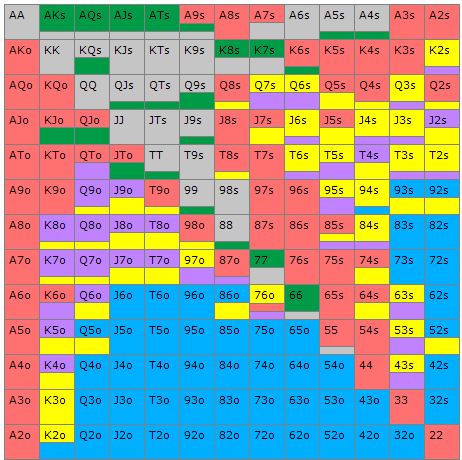 AA AKs AQs AJs ATs A9s A8s A7s A6s A5s A4s A3s A2s
AKo KK KQs KJs KTs K9s K8s K7s K6s K5s K4s K3s K2s
AQo KQo QQ QJs QTs Q9s Q8s Q7s Q6s Q5s Q4s Q3s Q2s
AJo KJo QJo JJ JTs J9s J8s J7s J6s J5s J4s J3s J2s
ATo KTo QTo JTo TT T9s T8s T7s T6s T5s T4s T3s T2s
A9o K9o Q9o J9o T9o 99 98s 97s 96s 95s 94s 93s 92s
A8o K8o Q8o J8o T8o 98o 88 87s 86s 85s 84s 83s 82s
A7o K7o Q7o J7o T7o 97o 87o 77 76s 75s 74s 73s 72s
A6o K6o Q6o J6o T6o 96o 86o 76o 66 65s 64s 63s 62s
A5o K5o Q5o J5o T5o 95o 85o 75o 65o 55 54s 53s 52s
A4o K4o Q4o J4o T4o 94o 84o 74o 64o 54o 44 43s 42s
A3o K3o Q3o J3o T3o 93o 83o 73o 63o 53o 43o 33 32s
A2o K2o Q2o J2o T2o 92o 82o 72o 62o 52o 42o 32o 22